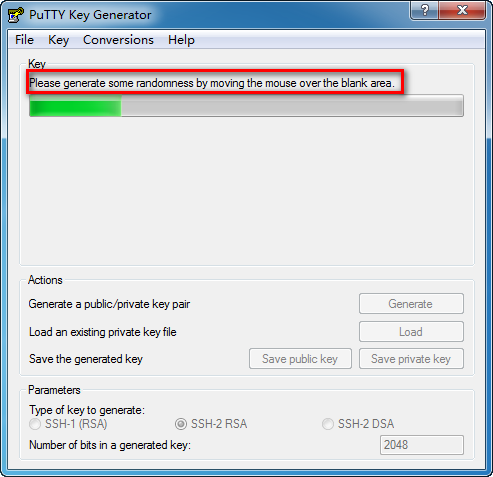 PuTTY Key Generator
?
File Key Conversions Help
Key
Please generate some randomness by moving the mouse over the blank area.
Actions
Generate a public/private key pair
Generate
Load an existing private key file
Load
Save the generated key
Save public key
Save private key
Parameters
Type of key to generate:
SSH-1 (RSA)
SSH-2 RSA
SSH-2 DSA
Number of bits in a generated key:
2048